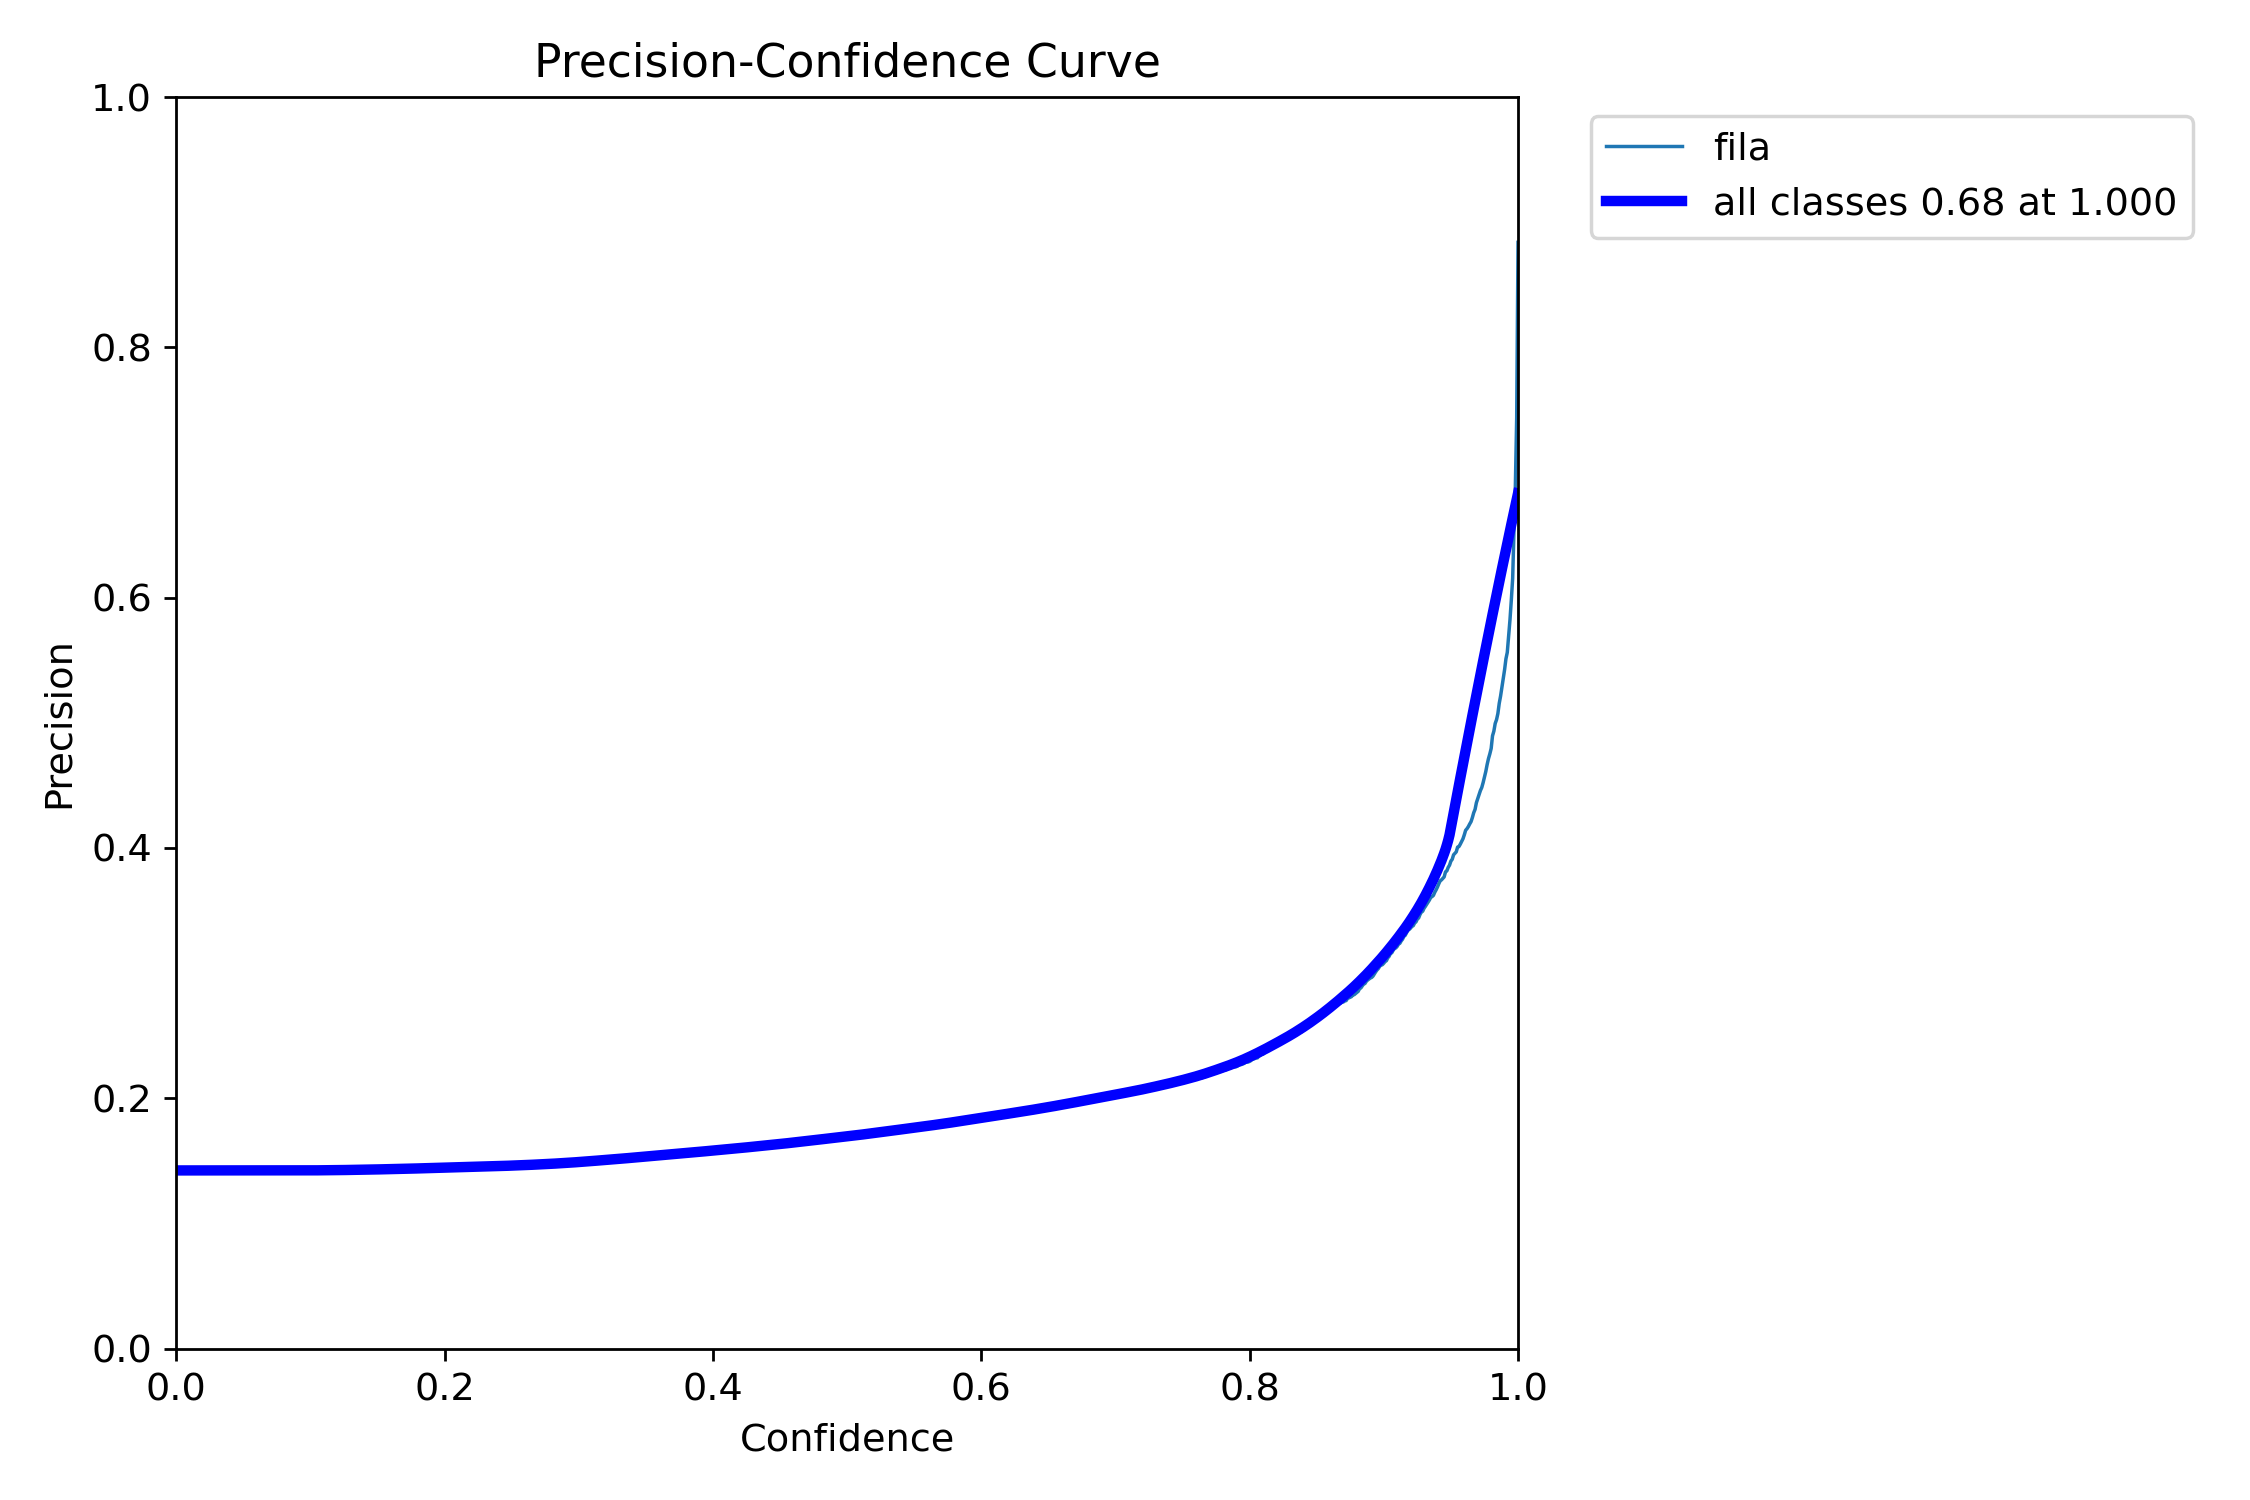 Precision-Confidence Curve
1.0
0.8
0.6
0.4
0.2
0.0
Precision
0.0 0.2 0.4 0.6 0.8 1.0
Confidence
fila
all classes 0.68 at 1.000